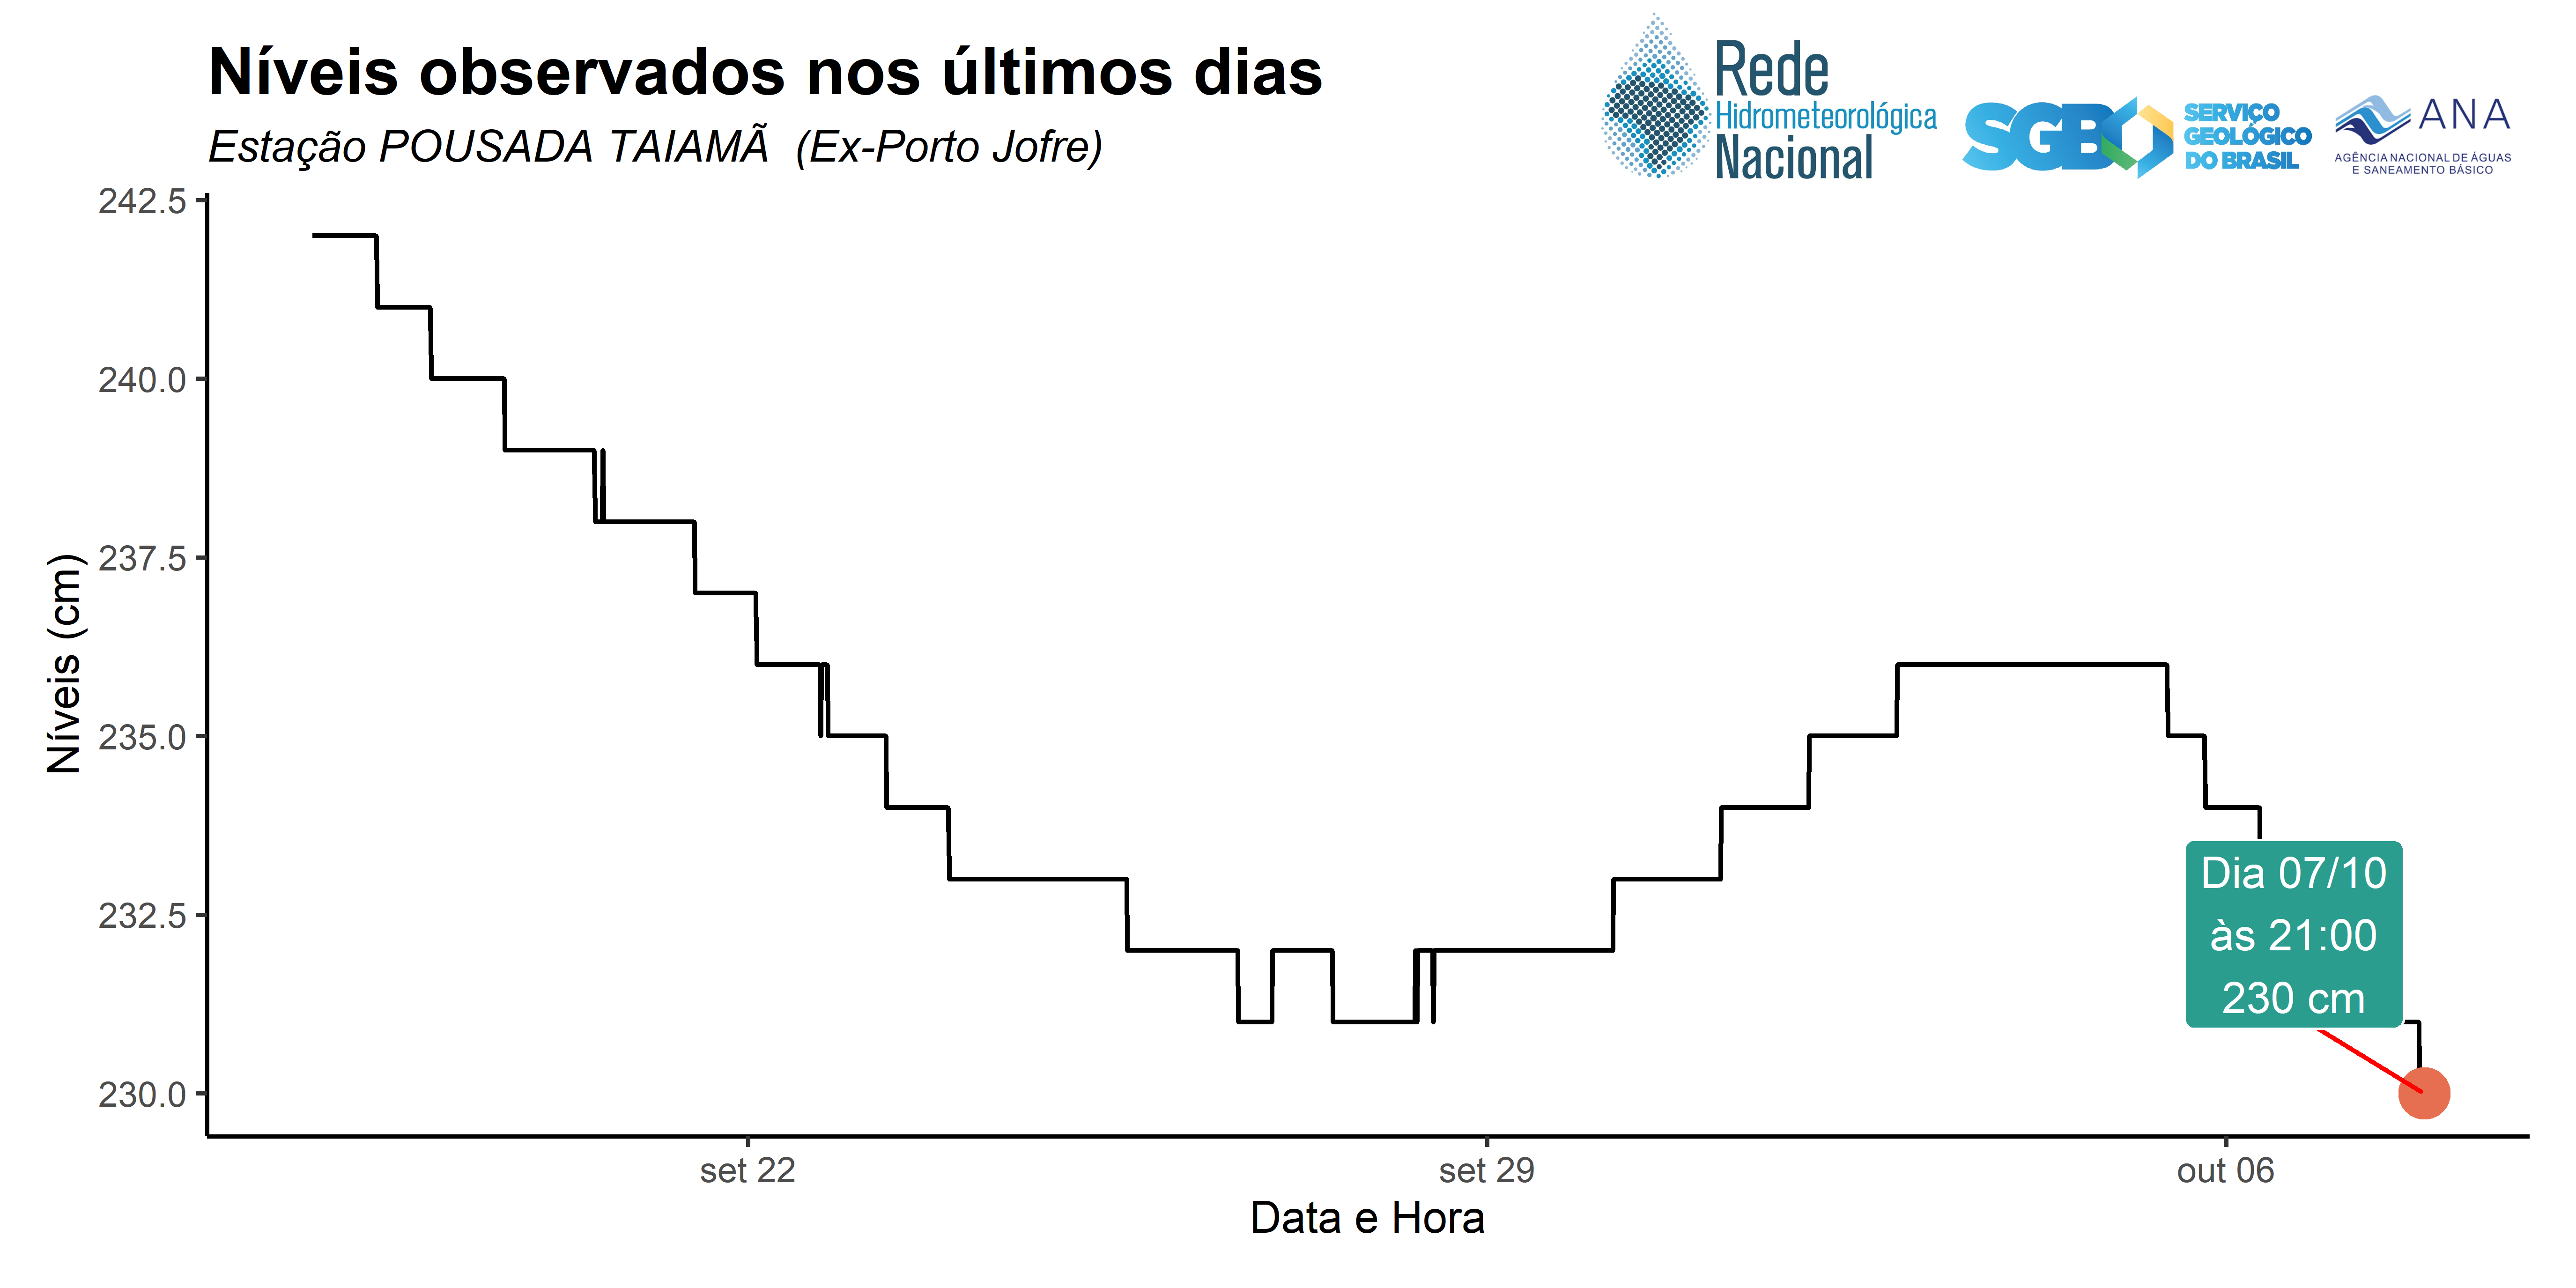 Níveis observados nos últimos dias
Estação POUSADA TAIAMÃ  (Ex-Porto Jofre)
Rede
Hidrometeorológica
Nacional
SGB
SERVIÇO
GEOLÓGICO
DO BRASIL
ANA
AGÊNCIA NACIONAL DE ÁGUAS
E SANEAMENTO BÁSICO
Níveis (cm)
242.5
240.0
237.5
235.0
232.5
230.0
Dia 07/10
às 21:00
230 cm
set 22
set 29
out 06
Data e Hora